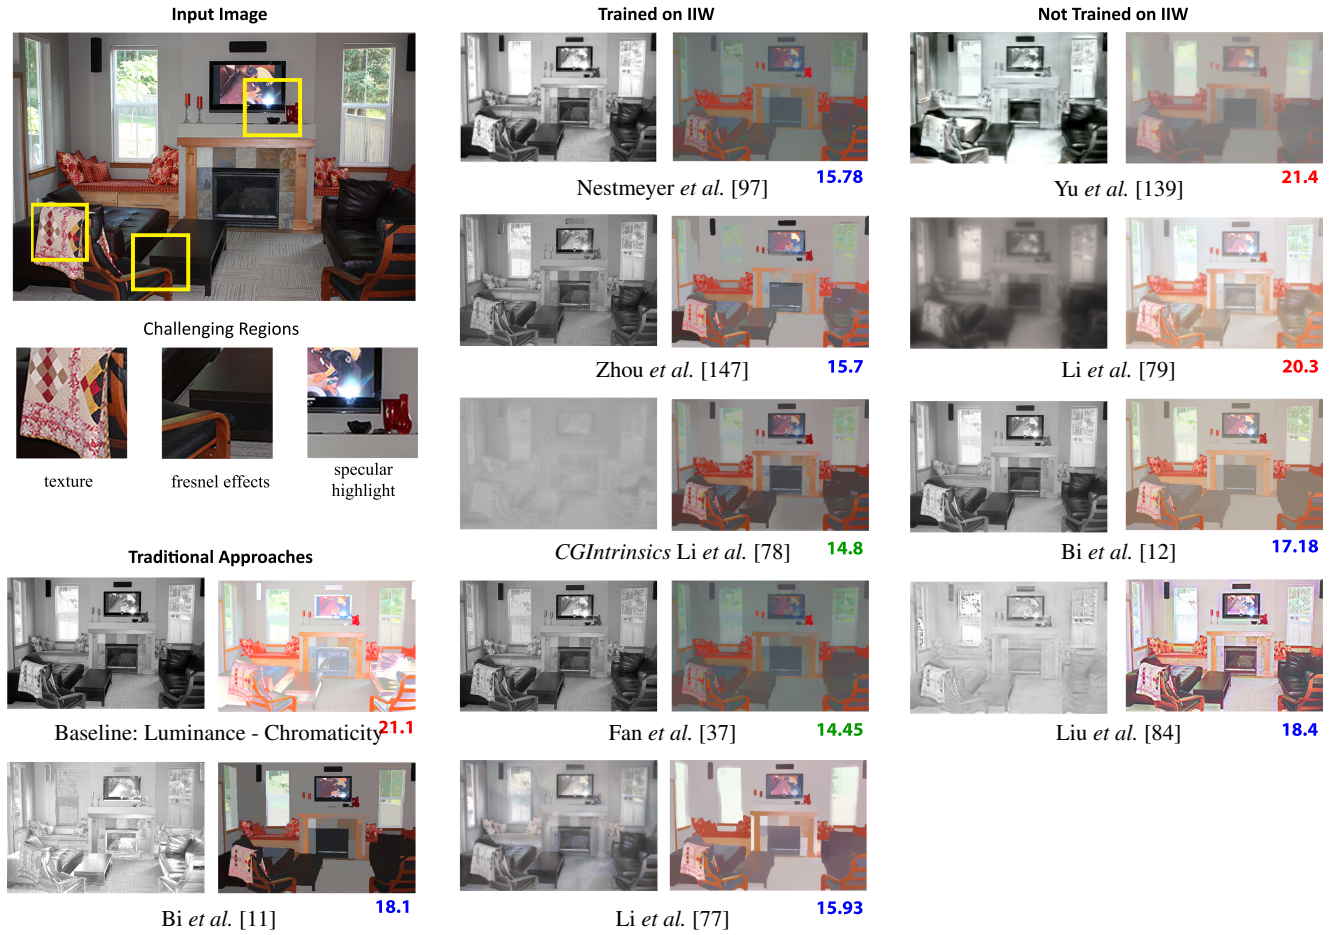 Input Image
Challenging Regions
texture
fresnel effects
specular
highlight
Traditional Approaches
Baseline: Luminance - Chromaticity
21.1
Bi et al. [11]
18.1
Trained on IIW
Nestmeyer et al. [97]
15.78
Zhou et al. [147]
15.7
CGIntrinsics Li et al. [78]
14.8
Fan et al. [37]
14.45
Li et al. [77]
15.93
Not Trained on IIW
Yu et al. [139]
21.4
Li et al. [79]
20.3
Bi et al. [12]
17.18
Liu et al. [84]
18.4